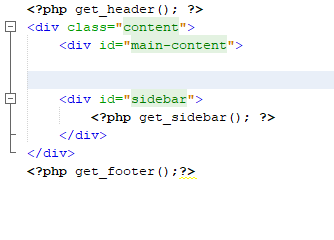 <?php get_header(); ?>
<div class="content">
<div id="main-content">
<div id="sidebar">
<?php get_sidebar(); ?>
</div>
</div>
<?php get_footer();?>